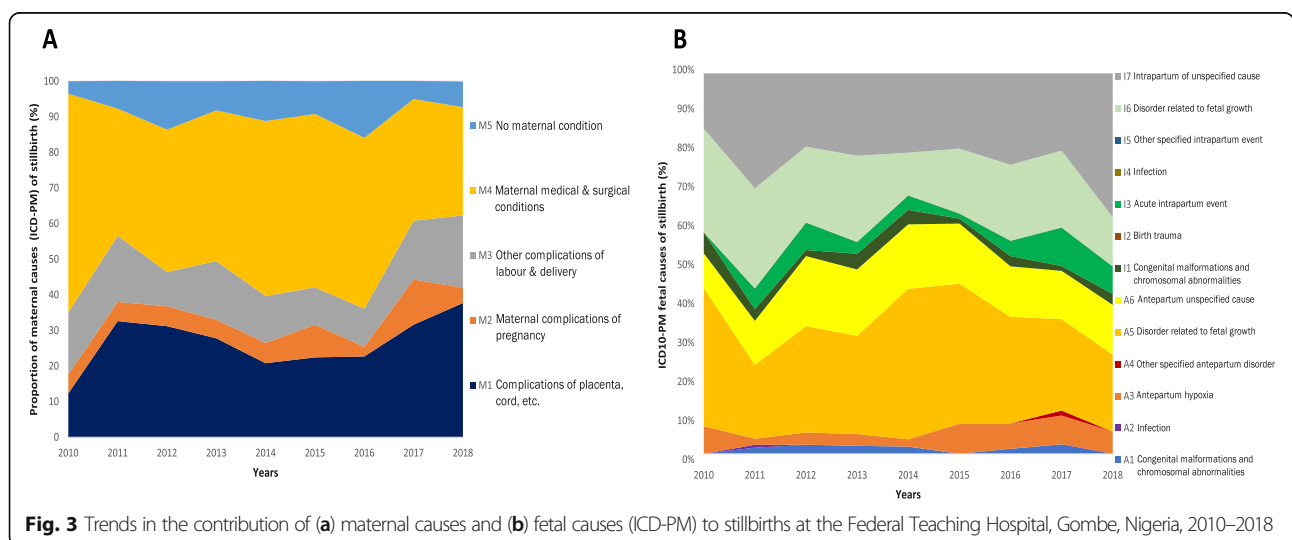 A
Proportion of maternal causes (ICD-PM) of stillbirth (%)
100
90
80
70
60
50
40
30
20
10
0
2010 2011 2012 2013 2014 2015 2016 2017 2018
Years
M5 No maternal condition
M4 Maternal medical & surgical
conditions
M3 Other complications of
labour & delivery
M2 Maternal complications of
pregnancy
M1 Complications of placenta,
cord, etc.
B
ICD10-PM fetal causes of stillbirth (%)
100%
90%
80%
70%
60%
50%
40%
30%
20%
10%
0%
2010 2011 2012 2013 2014 2015 2016 2017 2018
Years
I7 Intrapartum of unspecified cause
I6 Disorder related to fetal growth
I5 Other specified intrapartum event
I4 Infection
I3 Acute intrapartum event
I2 Birth trauma
I1 Congenital malformations and
chromosomal abnormalities
A6 Antepartum unspecified cause
A5 Disorder related to fetal growth
A4 Other specified antepartum disorder
A3 Antepartum hypoxia
A2 Infection
A1 Congenital malformations and
chromosomal abnormalities
Fig. 3 Trends in the contribution of (a) maternal causes and (b) fetal causes (ICD-PM) to stillbirths at the Federal Teaching Hospital, Gombe, Nigeria, 2010–2018